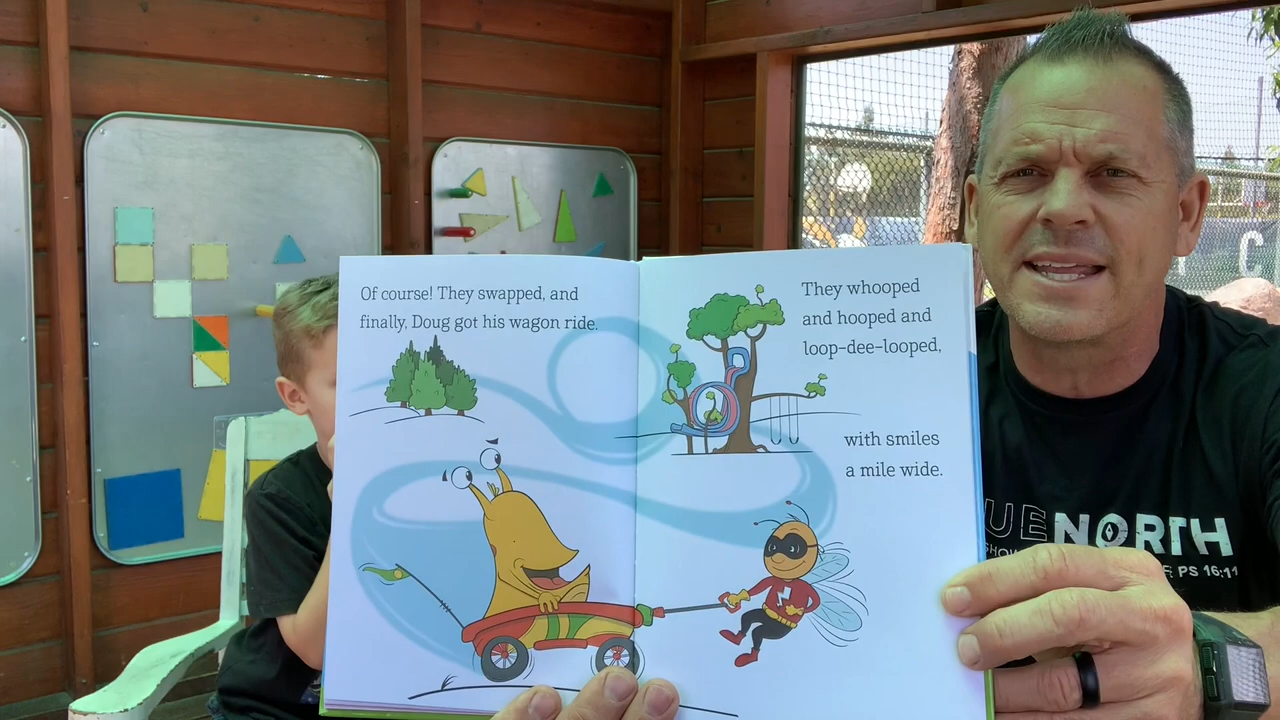 Of course! They swapped, and
finally, Doug got his wagon ride.
They whooped
and hooped and
loop-dee-looped,
with smiles
a mile wide.
UENORTH
PS 16:11
C